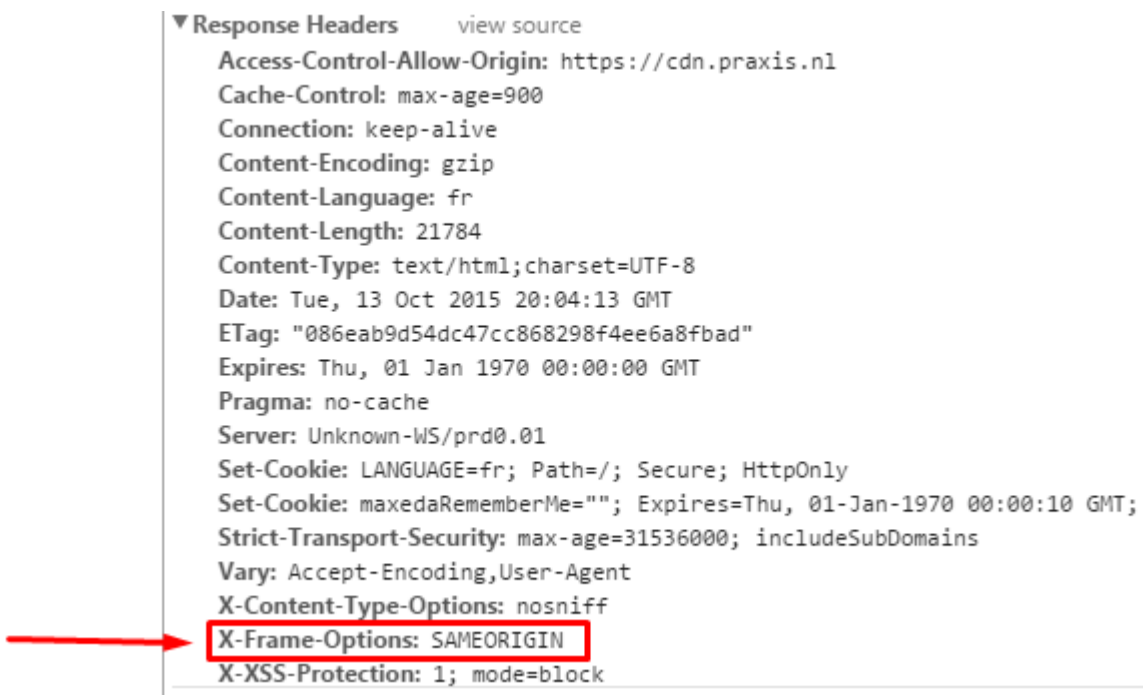 Response Headers view source
Access-Control-Allow-Origin: https://cdn.praxis.nl
Cache-Control: max-age=900
Connection: keep-alive
Content-Encoding: gzip
Content-Language: fr
Content-Length: 21784
Content-Type: text/html;charset=UTF-8
Date: Tue, 13 Oct 2015 20:04:13 GMT
ETag: "086eab9d54dc47cc868298f4ee6a8fbad"
Expires: Thu, 01 Jan 1970 00:00:00 GMT
Pragma: no-cache
Server: Unknown-WS/prd0.01
Set-Cookie: LANGUAGE=fr; Path=/; Secure; HttpOnly
Set-Cookie: maxedaRememberMe=""; Expires=Thu, 01-Jan-1970 00:00:10 GMT;
Strict-Transport-Security: max-age=31536000; includeSubDomains
Vary: Accept-Encoding,User-Agent
X-Content-Type-Options: nosniff
X-Frame-Options: SAMEORIGIN
X-XSS-Protection: 1; mode=block